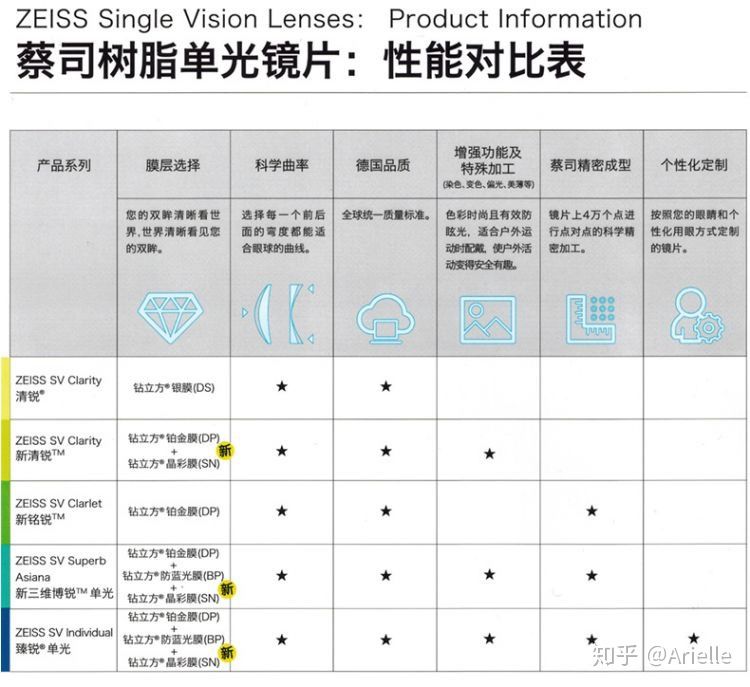 ZEISS Single Vision Lenses: Product Information
蔡司树脂单光镜片：性能对比表
产品系列
膜层选择
科学曲率
德国品质
增强功能及
特殊加工
(染色、变色、偏光、美薄等)
蔡司精密成型
个性化定制
您的双眸清晰看世
界,世界清晰看见您
的双眸。
选择每一个前后
面的弯度都能适
合眼球的曲线。
全球统一质量标准。
色彩时尚且有效防
眩光，适合户外运
动时配戴，使户外活
动变得安全有趣。
镜片上4万个点进
行点对点的科学精
密加工。
按照您的眼睛和个
性化用眼方式定制
的镜片。
ZEISS SV Clarity
清锐®
钻立方®银膜(DS)
★ ★
ZEISS SV Clarity
新清锐™
钻立方®铂金膜(DP)
+
钻立方®晶彩膜(SN)
新
★ ★ ★
ZEISS SV Clarlet
新铭锐™
钻立方®铂金膜(DP)
★ ★ ★
ZEISS SV Superb
Asiana
新三维博锐™ 单光
钻立方®铂金膜(DP)
+
钻立方®防蓝光膜(BP)
+
钻立方®晶彩膜(SN)
新
★ ★ ★ ★
ZEISS SV Individual
臻锐® 单光
钻立方®铂金膜(DP)
+
钻立方®防蓝光膜(BP)
+
钻立方®晶彩膜(SN)
新
★ ★ ★ ★ ★
知乎 @Arielle